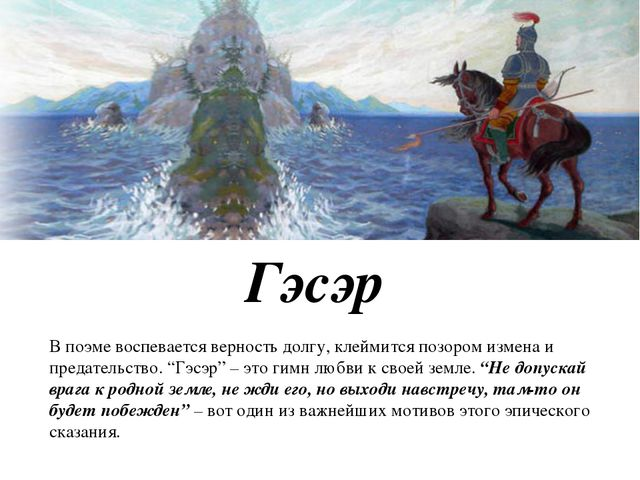 Гэсэр
В поэме воспевается верность долгу, клеймится позором измена и
предательство. “Гэсэр” – это гимн любви к своей земле. “Не допускай
врага к родной земле, не жди его, но выходи навстречу, там-то он
будет побежден” – вот один из важнейших мотивов этого эпического
сказания.